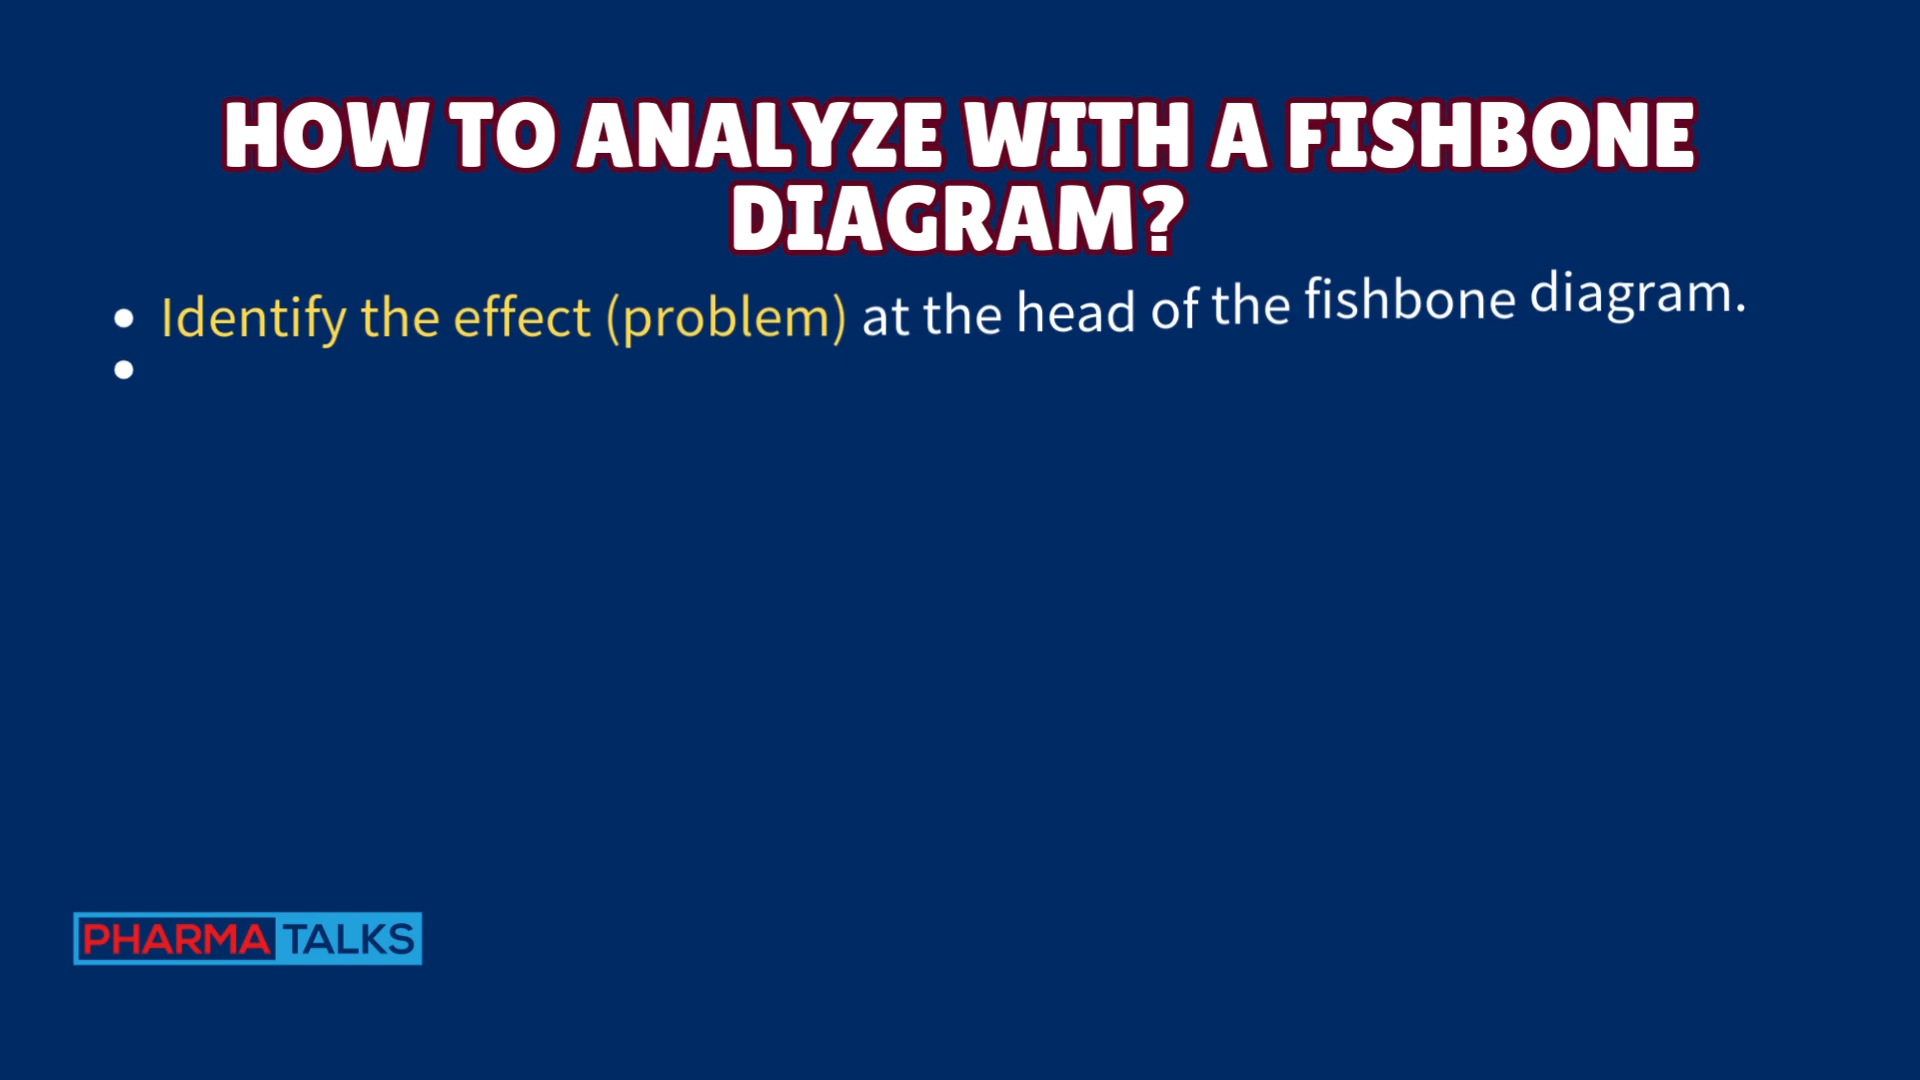 HOW TO ANALYZE WITH A FISHBONE
DIAGRAM?
• Identify the effect (problem) at the head of the fishbone diagram.
•
PHARMA TALKS